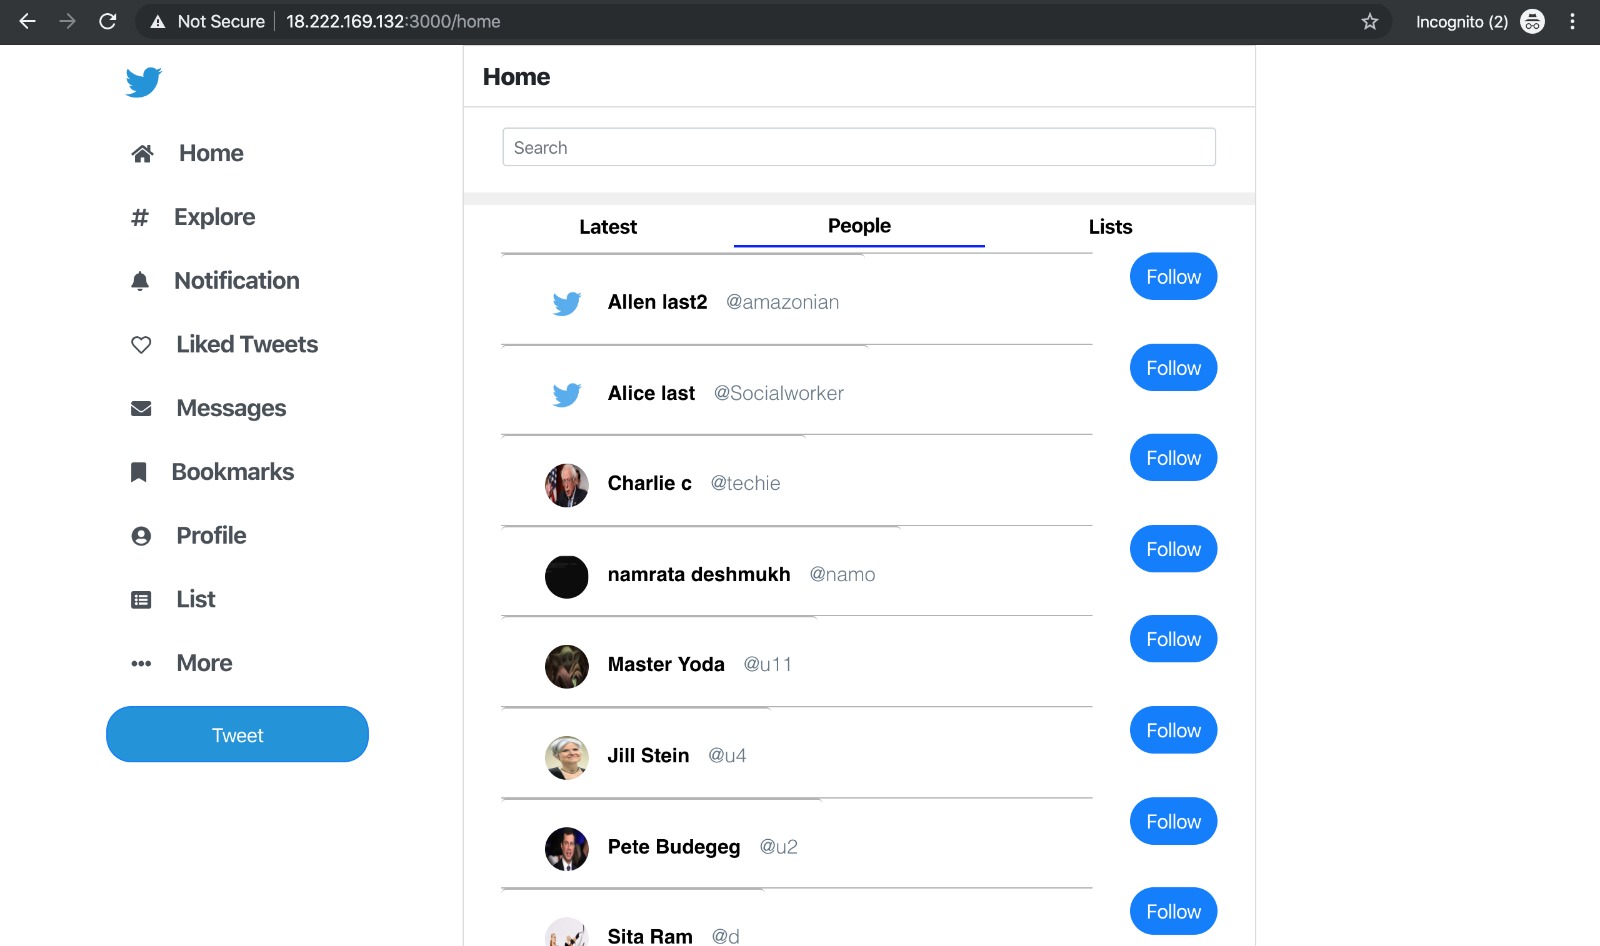 Not Secure 18.222.169.132:3000/home Incognito (2)
Home
Explore
Notification
Liked Tweets
Messages
Bookmarks
Profile
List
More
Tweet
Home
Search
Latest People Lists
Allen last2 @amazonian Follow
Alice last @Socialworker Follow
Charlie c @techie Follow
namrata deshmukh @namo Follow
Master Yoda @u11 Follow
Jill Stein @u4 Follow
Pete Budegeg @u2 Follow
Sita Ram @d Follow